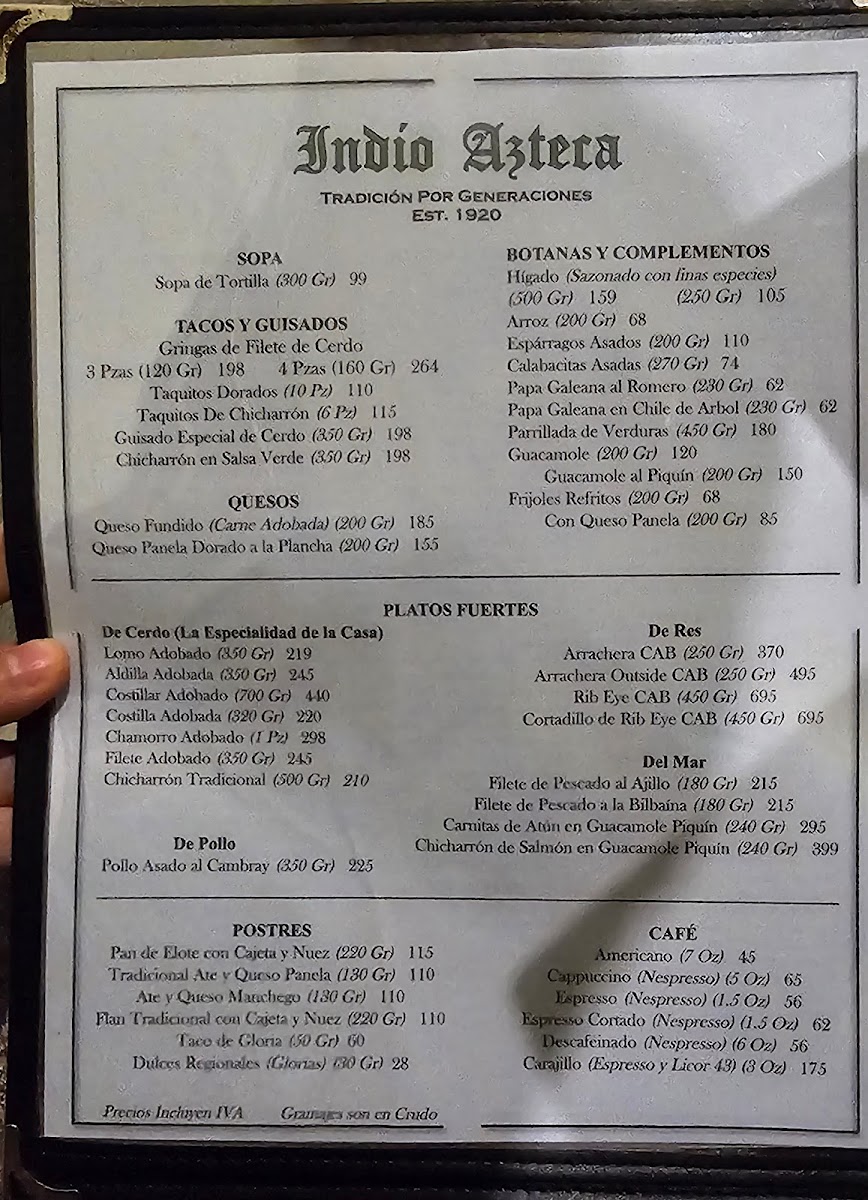 Indio Azteca
TRADICIÓN POR GENERACIONES
EST. 1920
SOPA
Sopa de Tortilla (300 Gr) 99
TACOS Y GUISADOS
Gringas de Filete de Cerdo
3 Pzas (120 Gr) 198 4 Pzas (160 Gr) 264
Taquitos Dorados (10 Pz) 110
Taquitos De Chicharrón (6 Pz) 115
Guisado Especial de Cerdo (350 Gr) 198
Chicharrón en Salsa Verde (350 Gr) 198
QUESOS
Queso Fundido (Carne Adobada) (200 Gr) 185
Queso Panela Dorado a la Plancha (200 Gr) 155
BOTANAS Y COMPLEMENTOS
Hígado (Sazonado con finas especies)
(500 Gr) 159 (250 Gr) 105
Arroz (200 Gr) 68
Espárragos Asados (200 Gr) 110
Calabacitas Asadas (270 Gr) 74
Papa Galeana al Romero (230 Gr) 62
Papa Galeana en Chile de Arbol (230 Gr) 62
Parrillada de Verduras (450 Gr) 180
Guacamole (200 Gr) 120
Guacamole al Piquín (200 Gr) 150
Frijoles Refritos (200 Gr) 68
Con Queso Panela (200 Gr) 85
PLATOS FUERTES
De Cerdo (La Especialidad de la Casa)
Lomo Adobado (350 Gr) 219
Aldilla Adobada (350 Gr) 245
Costillar Adobado (700 Gr) 440
Costilla Adobada (320 Gr) 220
Chamorro Adobado (1 Pz) 298
Filete Adobado (350 Gr) 245
Chicharrón Tradicional (500 Gr) 210
De Pollo
Pollo Asado al Cambray (350 Gr) 225
De Res
Arrachera CAB (250 Gr) 370
Arrachera Outside CAB (250 Gr) 495
Rib Eye CAB (450 Gr) 695
Cortadillo de Rib Eye CAB (450 Gr) 695
Del Mar
Filete de Pescado al Ajillo (180 Gr) 215
Filete de Pescado a la Bilbaína (180 Gr) 215
Carnitas de Atún en Guacamole Piquín (240 Gr) 295
Chicharrón de Salmón en Guacamole Piquín (240 Gr) 399
POSTRES
Pan de Elote con Cajeta y Nuez (220 Gr) 115
Tradicional Ate y Queso Panela (130 Gr) 110
Ate y Queso Manchego (130 Gr) 110
Flan Tradicional con Cajeta y Nuez (220 Gr) 110
Taco de Gloria (50 Gr) 60
Dulces Regionales (Glorias) (30 Gr) 28
CAFÉ
Americano (7 Oz) 45
Cappuccino (Nespresso) (5 Oz) 65
Espresso (Nespresso) (1.5 Oz) 56
Espresso Cortado (Nespresso) (1.5 Oz) 62
Descafeinado (Nespresso) (6 Oz) 56
Carajillo (Espresso y Licor 43) (3 Oz) 175
Precios Incluyen IVA Gramajes son en Crudo